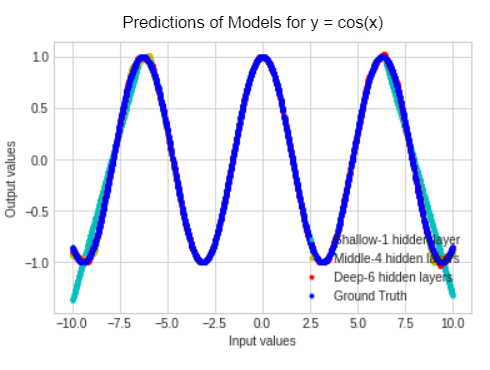 Predictions of Models for y = cos(x)
1.0
0.5
0.0
−0.5
−1.0
Output values
Shallow-1 hidden layer
Middle-4 hidden layers
Deep-6 hidden layers
Ground Truth
−10.0 −7.5 −5.0 −2.5 0.0 2.5 5.0 7.5 10.0
Input values